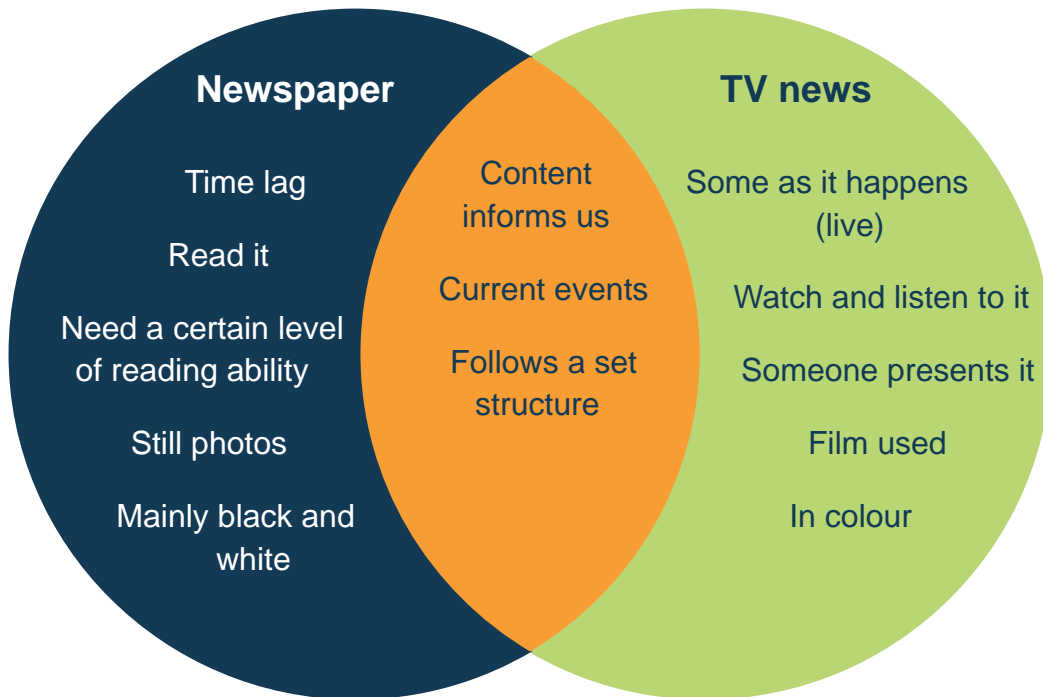 Newspaper
Time lag
Read it
Need a certain level
of reading ability
Still photos
Mainly black and
white
Content
informs us
Current events
Follows a set
structure
TV news
Some as it happens
(live)
Watch and listen to it
Someone presents it
Film used
In colour